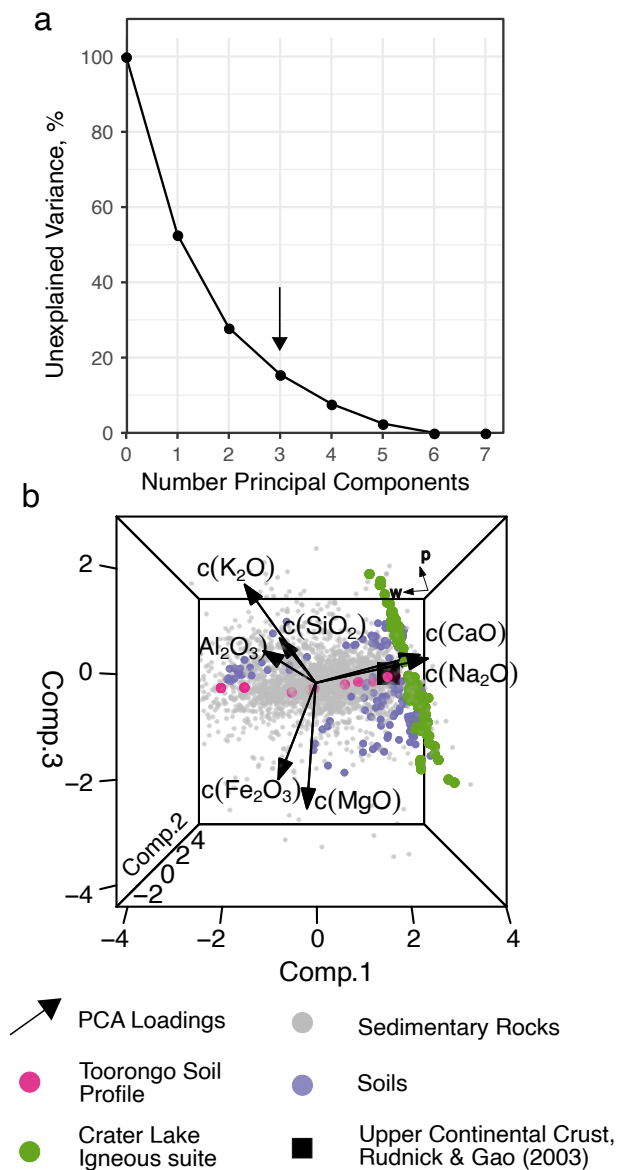 a
100
80
60
40
20
0
Unexplained Variance, %
0 1 2 3 4 5 6 7
Number Principal Components
b
2
0
−2
−4
Comp.3
p
w
c(K₂O)
c(SiO₂)
Al₂O₃)
c(CaO)
c(Na₂O)
c(Fe₂O₃)
c(MgO)
Comp.2
−2 0 2 4
−4 −2 0 2 4
Comp.1
PCA Loadings
Sedimentary Rocks
Toorongo Soil
Profile
Soils
Crater Lake
Igneous suite
Upper Continental Crust,
Rudnick & Gao (2003)